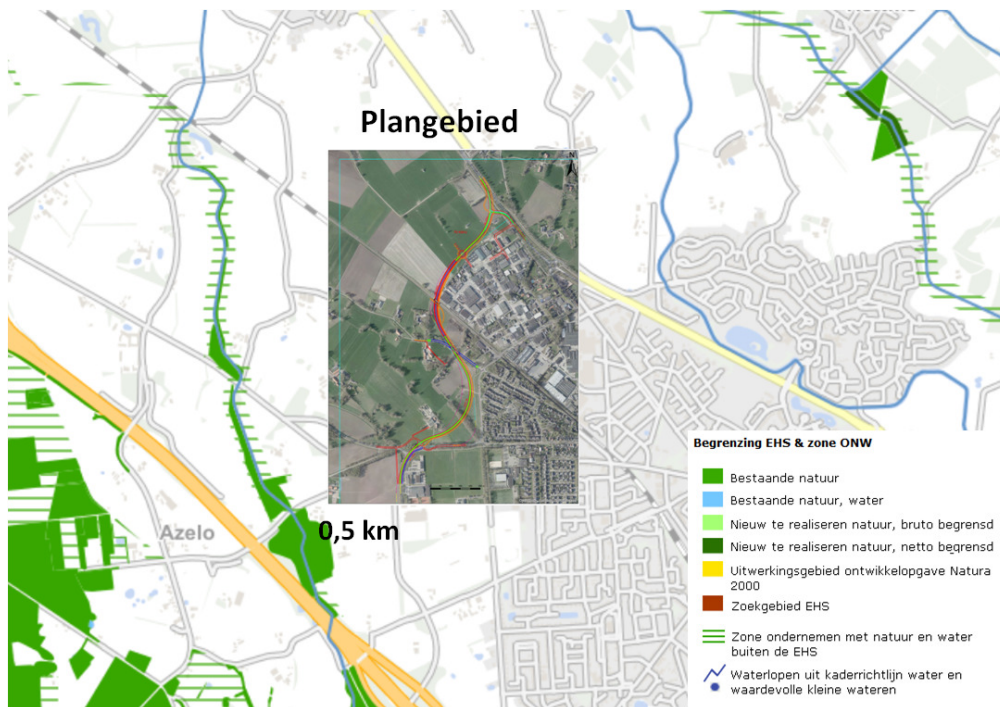 Plangebied
N
0,5 km
Azelo
Begrenzing EHS & zone ONW
Bestaande natuur
Bestaande natuur, water
Nieuw te realiseren natuur, bruto begrensd
Nieuw te realiseren natuur, netto begrensd
Uitwerkingsgebied ontwikkelopgave Natura
2000
Zoekgebied EHS
Zone ondernemen met natuur en water
buiten de EHS
Waterlopen uit kaderrichtlijn water en
waardevolle kleine wateren